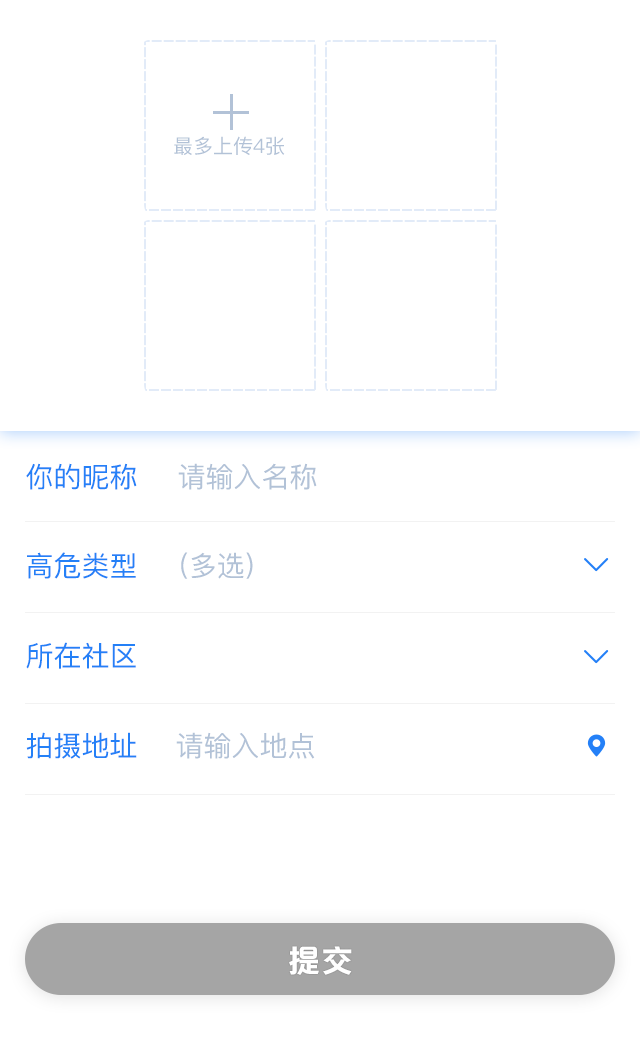 最多上传4张
你的昵称 请输入名称
高危类型 (多选)
所在社区
拍摄地址 请输入地点
提交